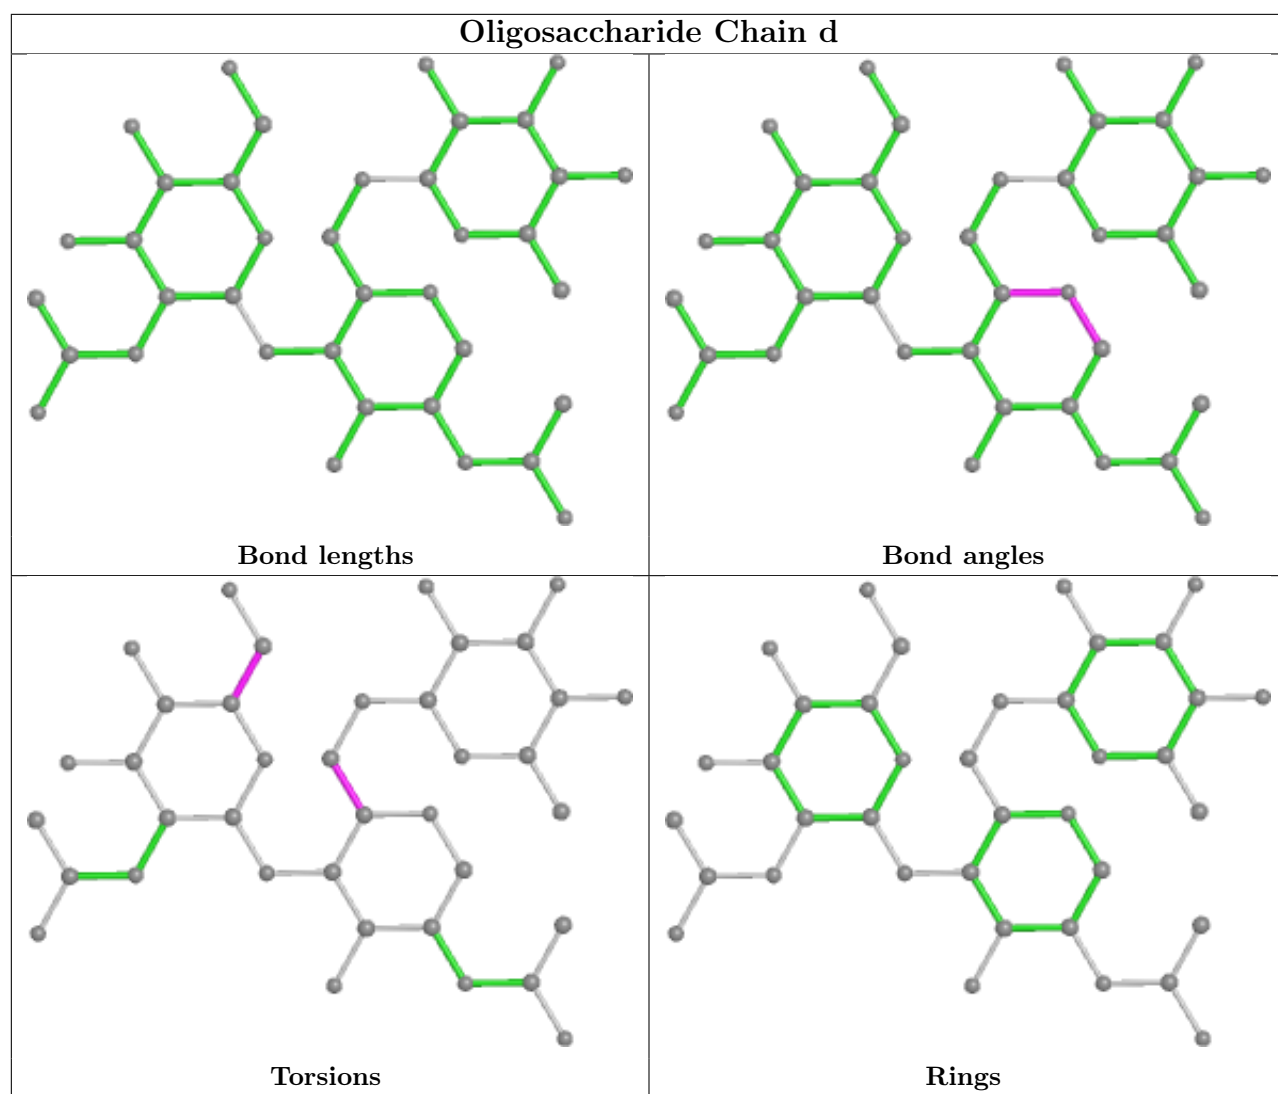 Oligosaccharide Chain d
Bond lengths
Bond angles
Torsions
Rings